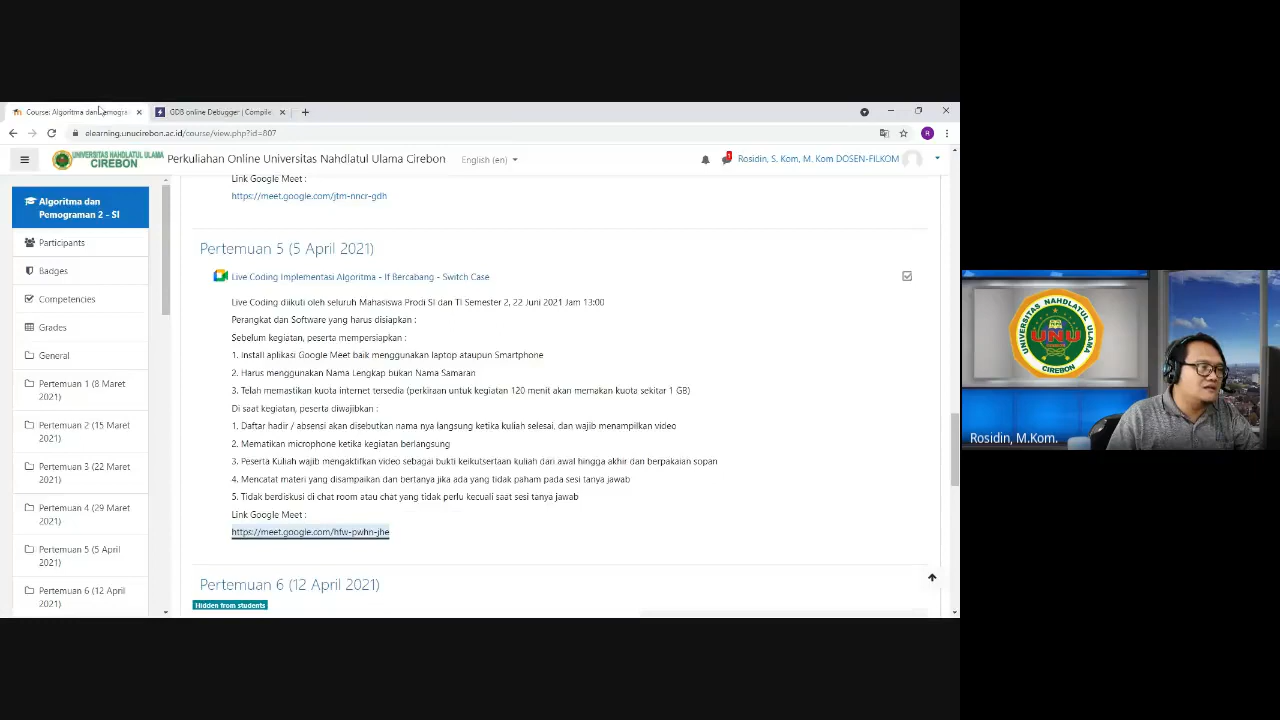 Course: Algoritma dan Pemogra
GDB online Debugger | Compile
elearning.unucirebon.ac.id/course/view.php?id=807
R
UNIVERSITAS NAHDLATUL ULAMA
CIREBON
Perkuliahan Online Universitas Nahdlatul Ulama Cirebon
English (en)
Rosidin, S. Kom, M. Kom DOSEN-FILKOM
Algoritma dan
Pemograman 2 - SI
Participants
Badges
Competencies
Grades
General
Pertemuan 1 (8 Maret
2021)
Pertemuan 2 (15 Maret
2021)
Pertemuan 3 (22 Maret
2021)
Pertemuan 4 (29 Maret
2021)
Pertemuan 5 (5 April
2021)
Pertemuan 6 (12 April
2021)
Link Google Meet :
https://meet.google.com/jtm-nncr-gdh
Pertemuan 5 (5 April 2021)
Live Coding Implementasi Algoritma - If Bercabang - Switch Case
Live Coding diikuti oleh seluruh Mahasiswa Prodi SI dan TI Semester 2, 22 Juni 2021 Jam 13:00
Perangkat dan Software yang harus disiapkan :
Sebelum kegiatan, peserta mempersiapkan :
1. Install aplikasi Google Meet baik menggunakan laptop ataupun Smartphone
2. Harus menggunakan Nama Lengkap bukan Nama Samaran
3. Telah memastikan kuota internet tersedia (perkiraan untuk kegiatan 120 menit akan memakan kuota sekitar 1 GB)
Di saat kegiatan, peserta diwajibkan :
1. Daftar hadir / absensi akan disebutkan nama nya langsung ketika kuliah selesai, dan wajib menampilkan video
2. Mematikan microphone ketika kegiatan berlangsung
3. Peserta Kuliah wajib mengaktifkan video sebagai bukti keikutsertaan kuliah dari awal hingga akhir dan berpakaian sopan
4. Mencatat materi yang disampaikan dan bertanya jika ada yang tidak paham pada sesi tanya jawab
5. Tidak berdiskusi di chat room atau chat yang tidak perlu kecuali saat sesi tanya jawab
Link Google Meet :
https://meet.google.com/hfw-pwhn-jhe
Pertemuan 6 (12 April 2021)
Hidden from students
UNIVERSITAS NAHDLATUL ULAMA
UNU
CIREBON
Rosidin, M.Kom.